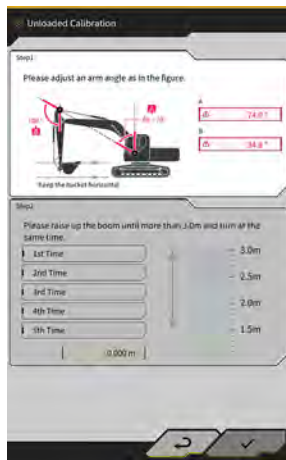 Unloaded Calibration
Step1
Please adjust an arm angle as in the figure.
A
A
74.0 °
B
B
Keep the bucket horizontal
Step2
Please raise up the boom until more than 3.0m and turn at the
same time.
1st Time
3.0m
2nd Time
2.5m
3rd Time
2.0m
4th Time
1.5m
5th Time
0.000 m